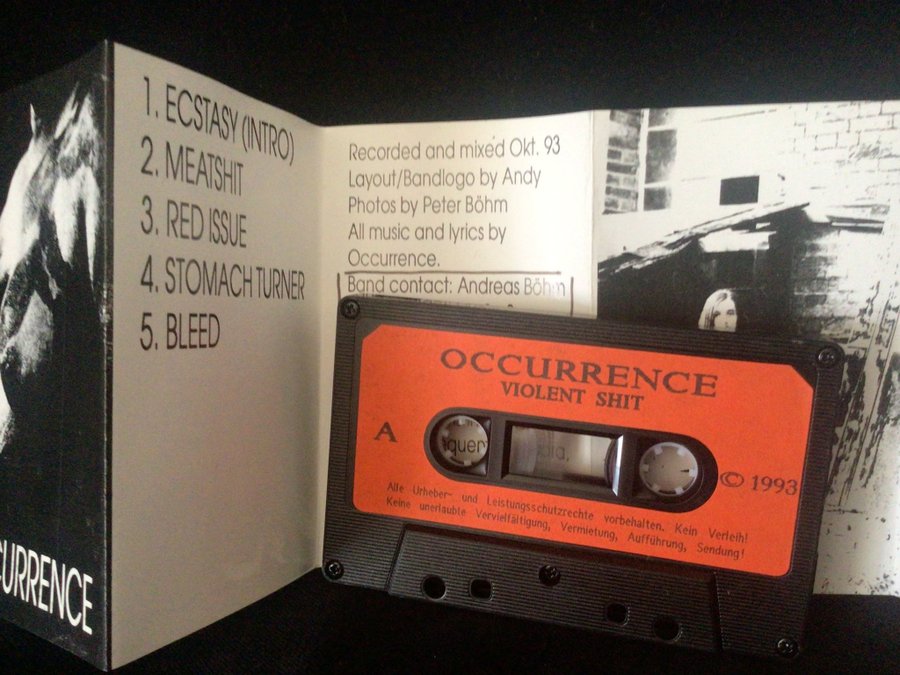 1. ECSTASY (INTRO)
2. MEATSHIT
3. RED ISSUE
4. STOMACH TURNER
5. BLEED
Recorded and mixed Okt. 93
Layout/Bandlogo by Andy
Photos by Peter Böhm
All music and lyrics by
Occurrence.
Band contact: Andreas Böhm
OCCURRENCE
VIOLENT SHIT
A
© 1993
Alle Urheber- und Leistungsschutzrechte vorbehalten. Kein Verleih!
Keine unerlaubte Vervielfältigung, Vermietung, Aufführung, Sendung!
CURRENCE